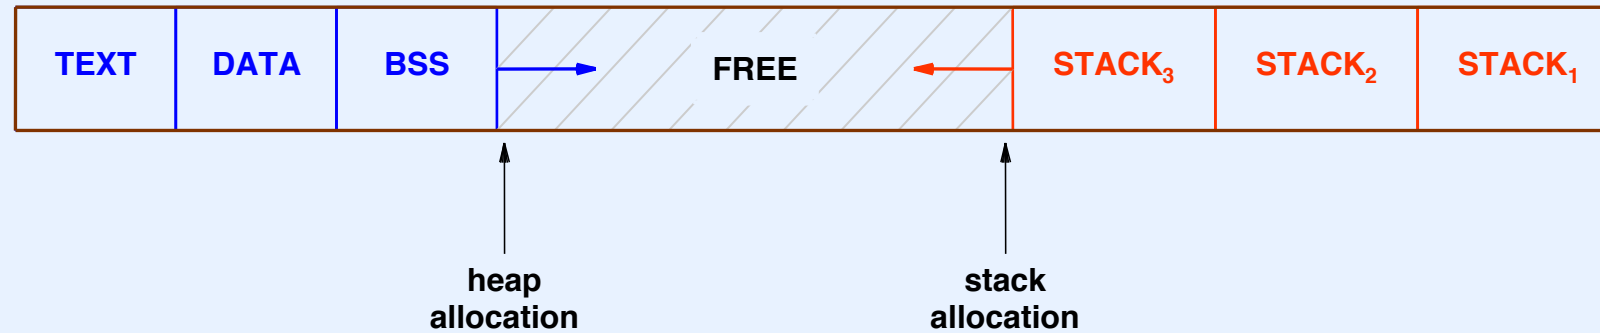 TEXT DATA BSS FREE STACK₃ STACK₂ STACK₁
heap
allocation
stack
allocation